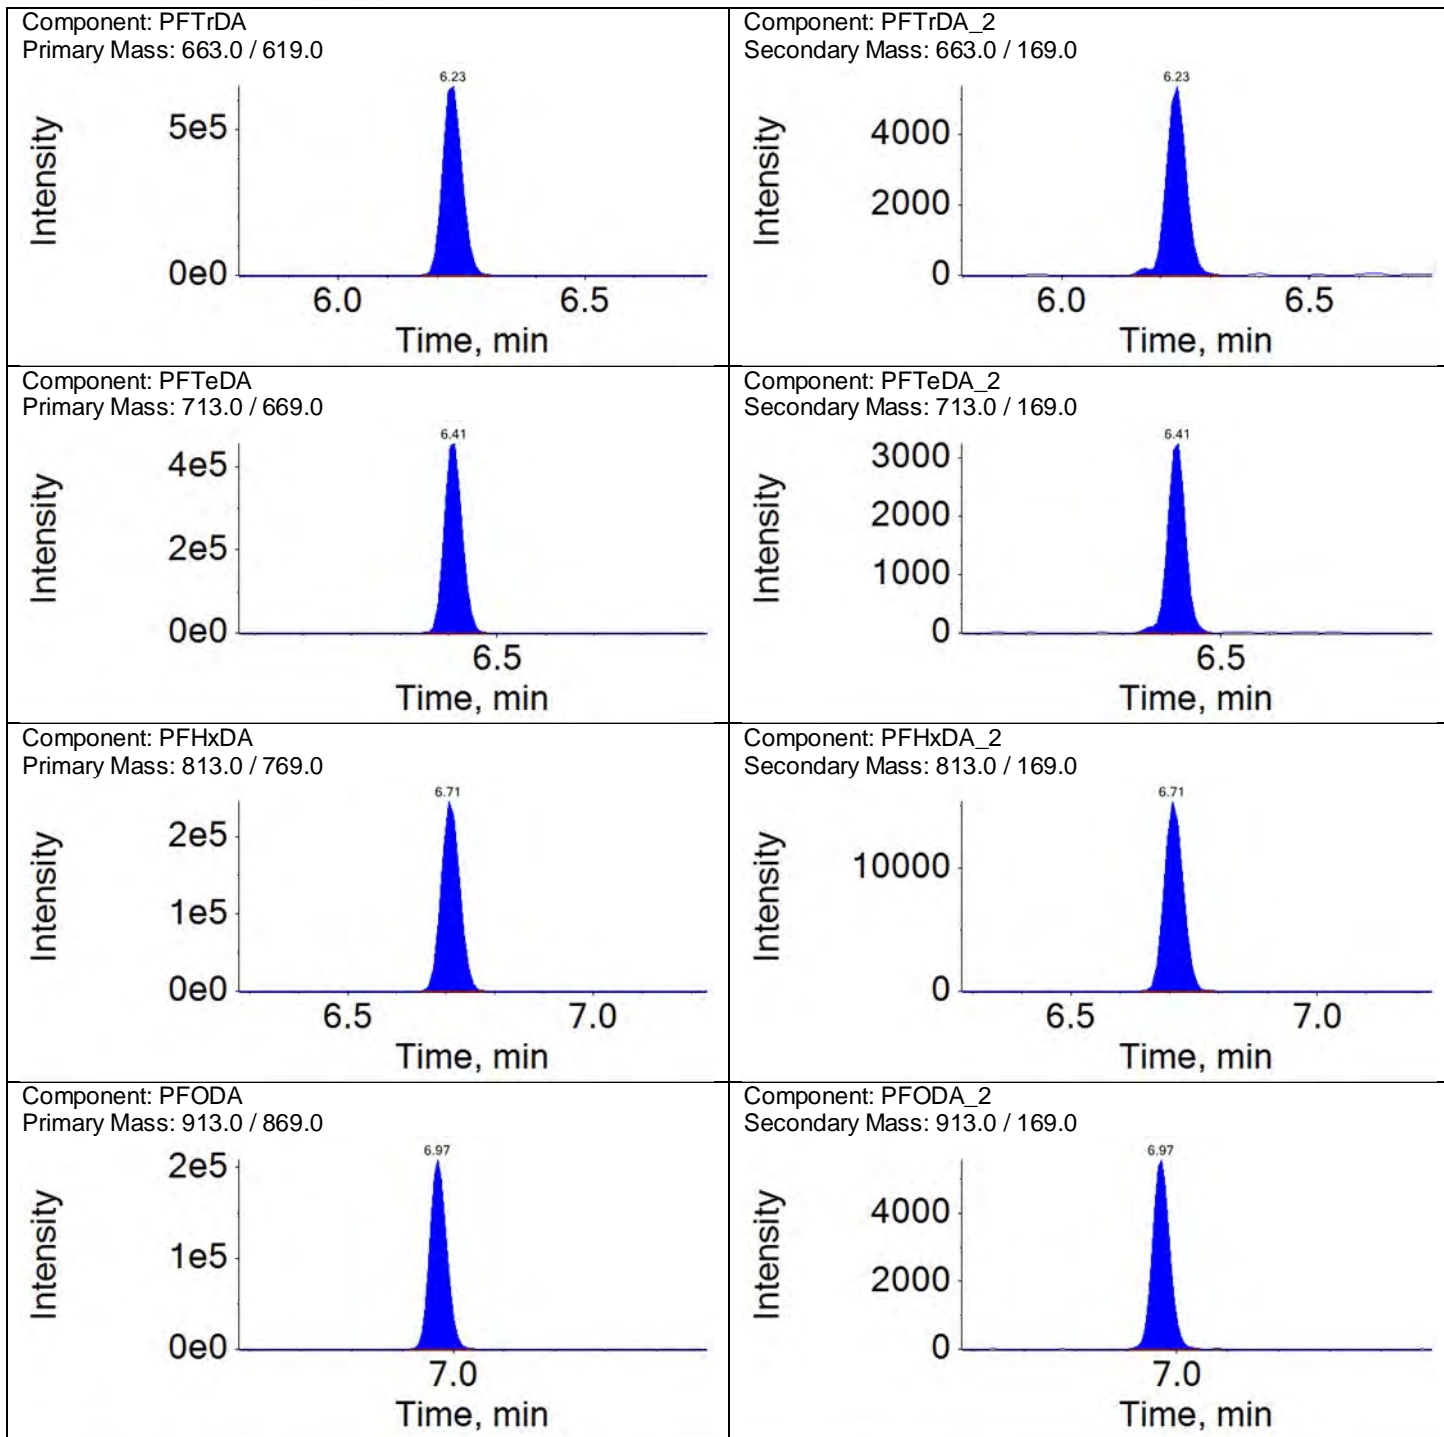 Component: PFTrDA
Primary Mass: 663.0 / 619.0
6.23
Intensity
5e5
0e0
6.0 6.5
Time, min
Component: PFTrDA_2
Secondary Mass: 663.0 / 169.0
6.23
Intensity
4000
2000
0
6.0 6.5
Time, min
Component: PFTeDA
Primary Mass: 713.0 / 669.0
6.41
Intensity
4e5
2e5
0e0
6.5
Time, min
Component: PFTeDA_2
Secondary Mass: 713.0 / 169.0
6.41
Intensity
3000
2000
1000
0
6.5
Time, min
Component: PFHxDA
Primary Mass: 813.0 / 769.0
6.71
Intensity
2e5
1e5
0e0
6.5 7.0
Time, min
Component: PFHxDA_2
Secondary Mass: 813.0 / 169.0
6.71
Intensity
10000
0
6.5 7.0
Time, min
Component: PFODA
Primary Mass: 913.0 / 869.0
6.97
Intensity
2e5
1e5
0e0
7.0
Time, min
Component: PFODA_2
Secondary Mass: 913.0 / 169.0
6.97
Intensity
4000
2000
0
7.0
Time, min